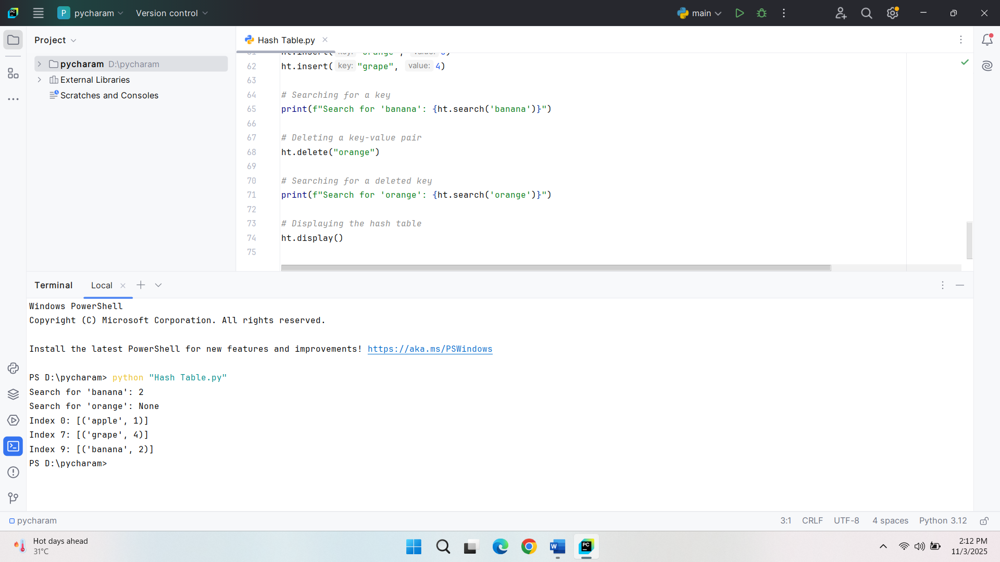 P pycharam Version control main
Project
Hash Table.py
pycharam D:\pycharam
External Libraries
Scratches and Consoles
61 ht.insert( key: "orange", value: 3)
62 ht.insert( key: "grape", value: 4)
63
64 # Searching for a key
65 print(f"Search for 'banana': {ht.search('banana')}")
66
67 # Deleting a key-value pair
68 ht.delete("orange")
69
70 # Searching for a deleted key
71 print(f"Search for 'orange': {ht.search('orange')}")
72
73 # Displaying the hash table
74 ht.display()
75
Terminal Local
Windows PowerShell
Copyright (C) Microsoft Corporation. All rights reserved.
Install the latest PowerShell for new features and improvements! https://aka.ms/PSWindows
PS D:\pycharam> python "Hash Table.py"
Search for 'banana': 2
Search for 'orange': None
Index 0: [('apple', 1)]
Index 7: [('grape', 4)]
Index 9: [('banana', 2)]
PS D:\pycharam>
pycharam 3:1 CRLF UTF-8 4 spaces Python 3.12
Hot days ahead
31°C
2:12 PM
11/3/2025